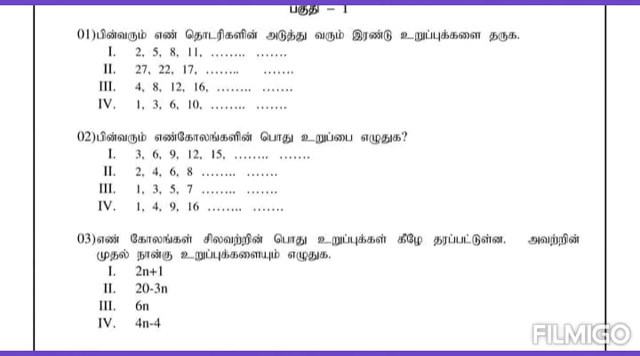 பகுதி – 1
01)பின்வரும் எண் தொடரிகளின் அடுத்து வரும் இரண்டு உறுப்புக்களை தருக.
I. 2, 5, 8, 11, ........ .......
II. 27, 22, 17, ........ .......
III. 4, 8, 12, 16, ........ .......
IV. 1, 3, 6, 10, ........ .......
02)பின்வரும் எண்கோலங்களின் பொது உறுப்பை எழுதுக?
I. 3, 6, 9, 12, 15, ........ .......
II. 2, 4, 6, 8 ........ .......
III. 1, 3, 5, 7 ........ .......
IV. 1, 4, 9, 16 ........ .......
03)எண் கோலங்கள் சிலவற்றின் பொது உறுப்புக்கள் கீழே தரப்பட்டுள்ளன. அவற்றின்
முதல் நான்கு உறுப்புக்களையும் எழுதுக.
I. 2n+1
II. 20-3n
III. 6n
IV. 4n-4
FILMIGO